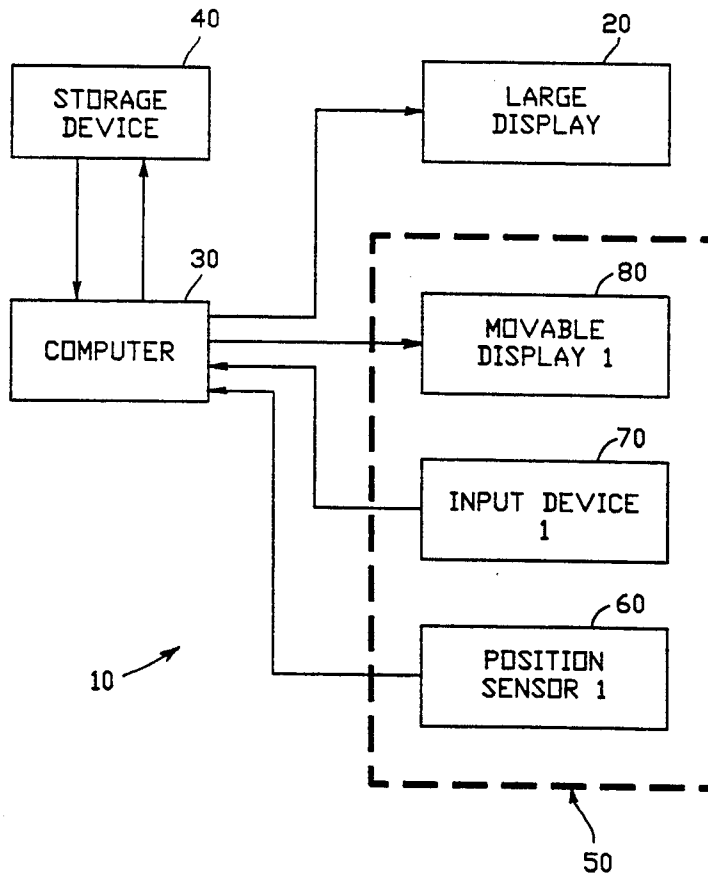 40
STORAGE
DEVICE
20
LARGE
DISPLAY
30
COMPUTER
80
MOVABLE
DISPLAY 1
70
INPUT DEVICE
1
60
POSITION
SENSOR 1
10
50